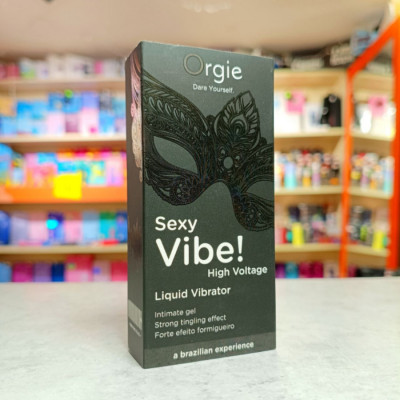 Orgie
Dare Yourself.
Sexy
Vibe!
High Voltage
Liquid Vibrator
Intimate gel
Strong tingling effect
Forte efeito formigueiro
a brazilian experience